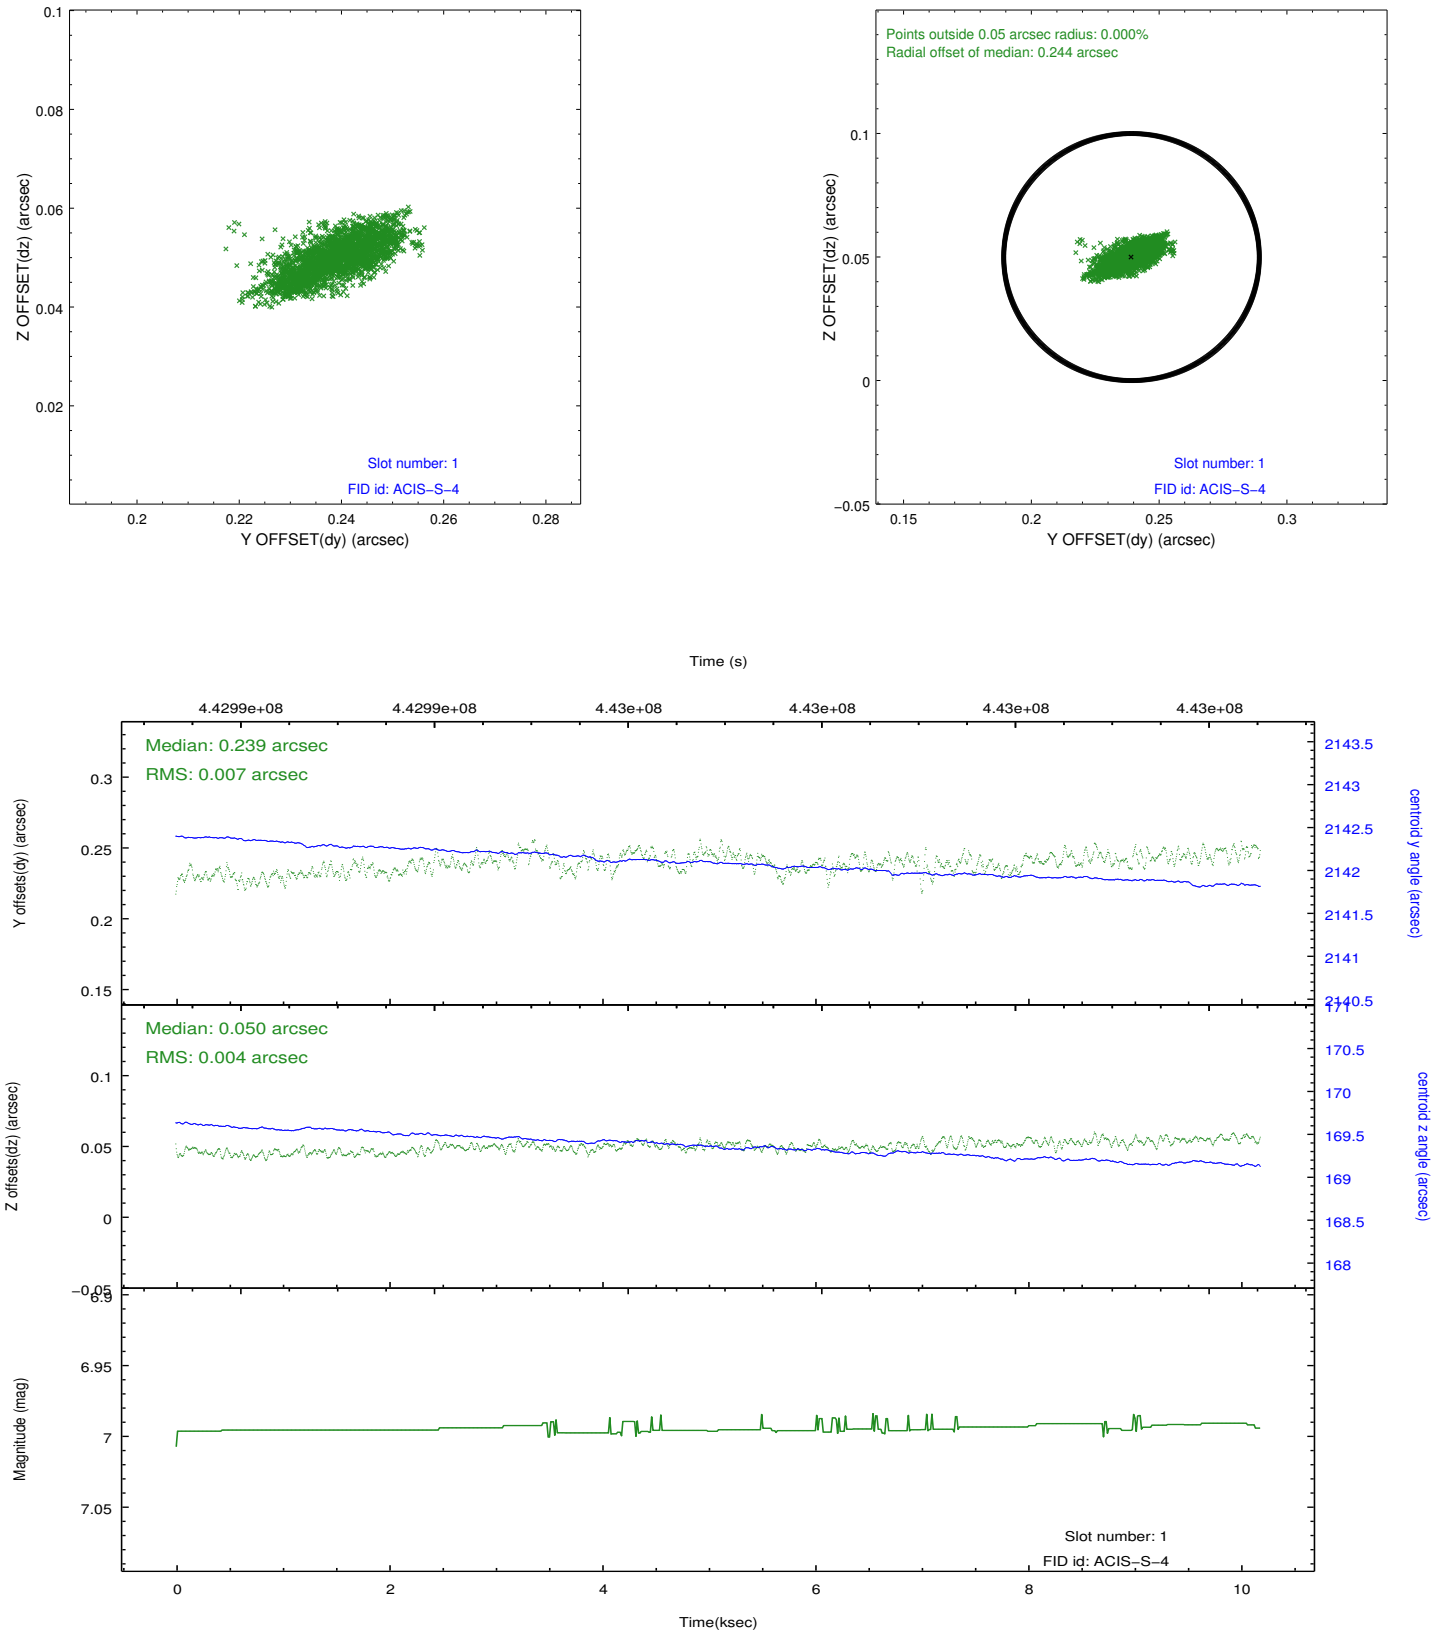 0.1
0.08
0.06
0.04
0.02
Z OFFSET(dz) (arcsec)
Slot number: 1
FID id: ACIS−S−4
0.2 0.22 0.24 0.26 0.28
Y OFFSET(dy) (arcsec)
Points outside 0.05 arcsec radius: 0.000%
Radial offset of median: 0.244 arcsec
0.1
0.05
0
−0.05
Z OFFSET(dz) (arcsec)
Slot number: 1
FID id: ACIS−S−4
0.15 0.2 0.25 0.3
Y OFFSET(dy) (arcsec)
Time (s)
4.4299e+08 4.4299e+08 4.43e+08 4.43e+08 4.43e+08 4.43e+08
Median: 0.239 arcsec
RMS: 0.007 arcsec
0.3
0.25
0.2
0.15
Y offsets(dy) (arcsec)
2143.5
2143
2142.5
2142
2141.5
2141
2140.5
centroid y angle (arcsec)
Median: 0.050 arcsec
RMS: 0.004 arcsec
0.1
0.05
0
−0.05
Z offsets(dz) (arcsec)
171
170.5
170
169.5
169
168.5
168
centroid z angle (arcsec)
6.9
6.95
7
7.05
Magnitude (mag)
Slot number: 1
FID id: ACIS−S−4
0 2 4 6 8 10
Time(ksec)